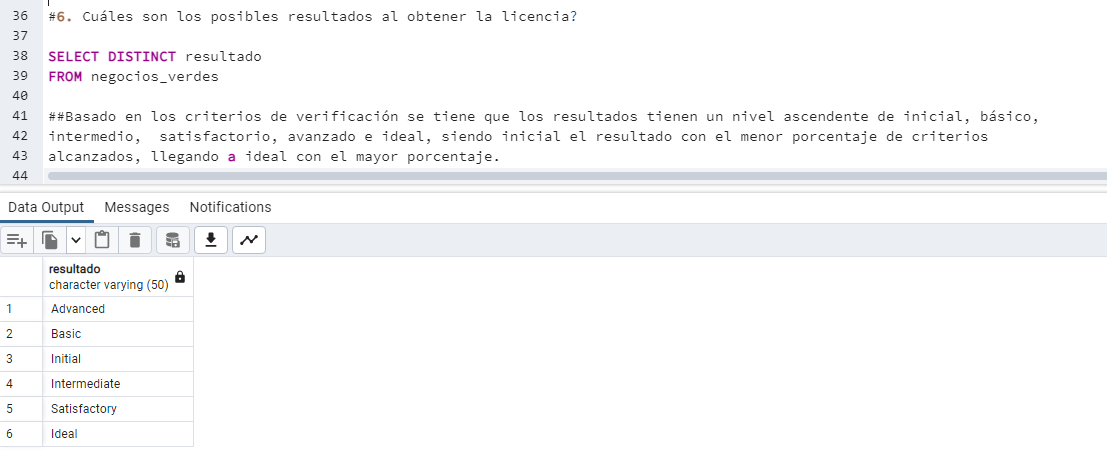 36 #6. Cuáles son los posibles resultados al obtener la licencia?
37
38 SELECT DISTINCT resultado
39 FROM negocios_verdes
40
41 ##Basado en los criterios de verificación se tiene que los resultados tienen un nivel ascendente de inicial, básico,
42 intermedio,  satisfactorio, avanzado e ideal, siendo inicial el resultado con el menor porcentaje de criterios
43 alcanzados, llegando a ideal con el mayor porcentaje.
44
Data Output Messages Notifications
resultado
character varying (50)
1 Advanced
2 Basic
3 Initial
4 Intermediate
5 Satisfactory
6 Ideal